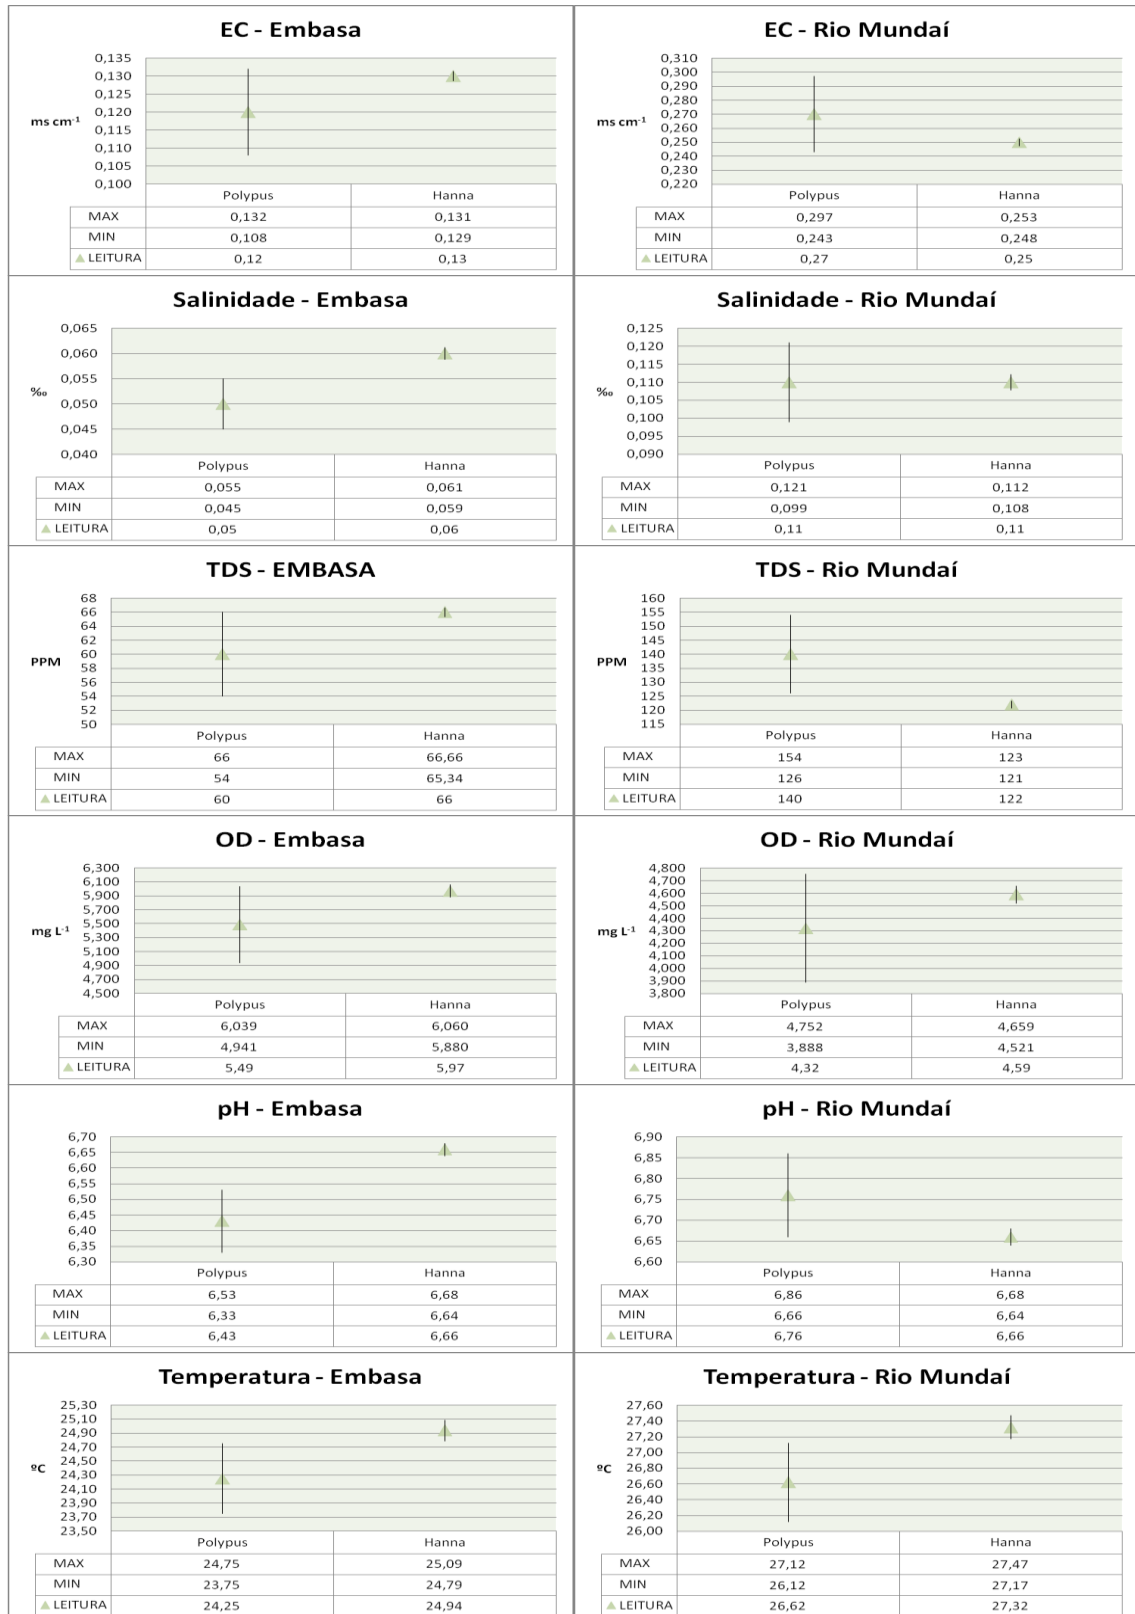 EC - Embasa
0,135
0,130
0,125
0,120
0,115
0,110
0,105
0,100
ms cm⁻¹
Polypus Hanna
MAX 0,132 0,131
MIN 0,108 0,129
LEITURA 0,12 0,13
EC - Rio Mundaí
0,310
0,300
0,290
0,280
0,270
0,260
0,250
0,240
0,230
0,220
ms cm⁻¹
Polypus Hanna
MAX 0,297 0,253
MIN 0,243 0,248
LEITURA 0,27 0,25
Salinidade - Embasa
0,065
0,060
0,055
0,050
0,045
0,040
‰
Polypus Hanna
MAX 0,055 0,061
MIN 0,045 0,059
LEITURA 0,05 0,06
Salinidade - Rio Mundaí
0,125
0,120
0,115
0,110
0,105
0,100
0,095
0,090
‰
Polypus Hanna
MAX 0,121 0,112
MIN 0,099 0,108
LEITURA 0,11 0,11
TDS - EMBASA
68
66
64
62
60
58
56
54
52
50
PPM
Polypus Hanna
MAX 66 66,66
MIN 54 65,34
LEITURA 60 66
TDS - Rio Mundaí
160
155
150
145
140
135
130
125
120
115
PPM
Polypus Hanna
MAX 154 123
MIN 126 121
LEITURA 140 122
OD - Embasa
6,300
6,100
5,900
5,700
5,500
5,300
5,100
4,900
4,700
4,500
mg L⁻¹
Polypus Hanna
MAX 6,039 6,060
MIN 4,941 5,880
LEITURA 5,49 5,97
OD - Rio Mundaí
4,800
4,700
4,600
4,500
4,400
4,300
4,200
4,100
4,000
3,900
3,800
mg L⁻¹
Polypus Hanna
MAX 4,752 4,659
MIN 3,888 4,521
LEITURA 4,32 4,59
pH - Embasa
6,70
6,65
6,60
6,55
6,50
6,45
6,40
6,35
6,30
Polypus Hanna
MAX 6,53 6,68
MIN 6,33 6,64
LEITURA 6,43 6,66
pH - Rio Mundaí
6,90
6,85
6,80
6,75
6,70
6,65
6,60
Polypus Hanna
MAX 6,86 6,68
MIN 6,66 6,64
LEITURA 6,76 6,66
Temperatura - Embasa
25,30
25,10
24,90
24,70
24,50
24,30
24,10
23,90
23,70
23,50
ºC
Polypus Hanna
MAX 24,75 25,09
MIN 23,75 24,79
LEITURA 24,25 24,94
Temperatura - Rio Mundaí
27,60
27,40
27,20
27,00
26,80
26,60
26,40
26,20
26,00
ºC
Polypus Hanna
MAX 27,12 27,47
MIN 26,12 27,17
LEITURA 26,62 27,32